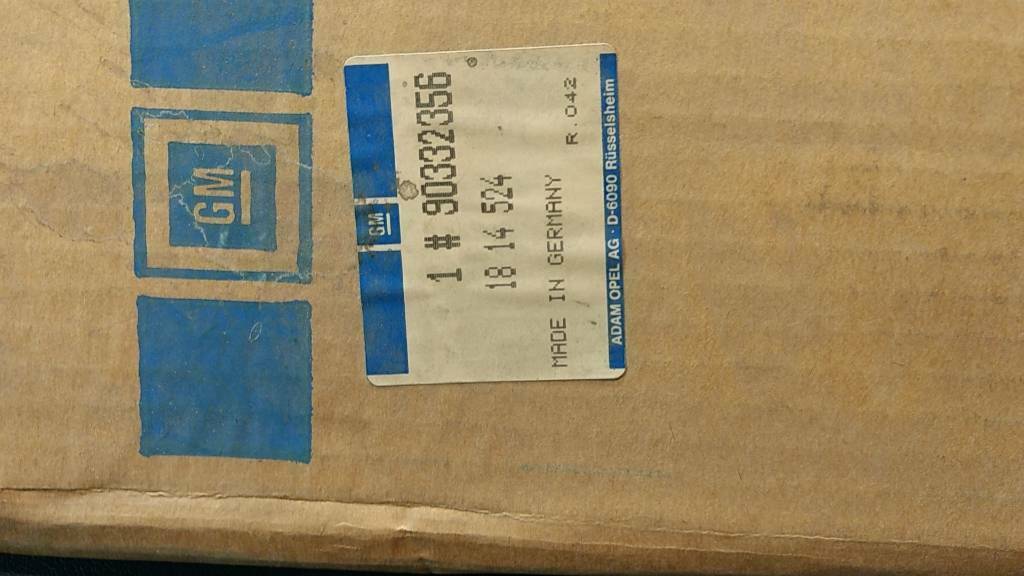 GM
GM
1 # 90332356
18 14 524
MADE IN GERMANY R.042
ADAM OPEL AG · D-6090 Rüsselsheim